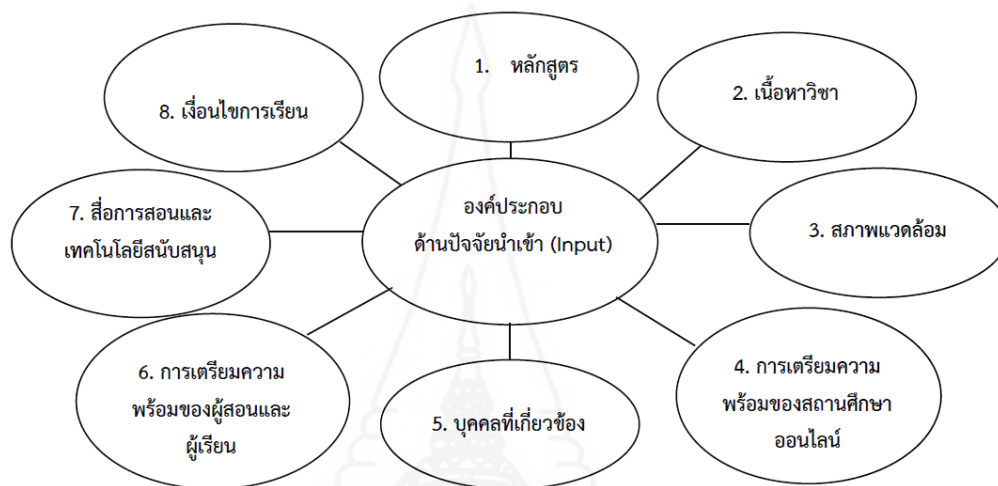 1. หลักสูตร
2. เนื้อหาวิชา
3. สภาพแวดล้อม
4. การเตรียมความ
พร้อมของสถานศึกษา
ออนไลน์
5. บุคคลที่เกี่ยวข้อง
6. การเตรียมความ
พร้อมของผู้สอนและ
ผู้เรียน
7. สื่อการสอนและ
เทคโนโลยีสนับสนุน
8. เงื่อนไขการเรียน
องค์ประกอบ
ด้านปัจจัยนำเข้า (Input)